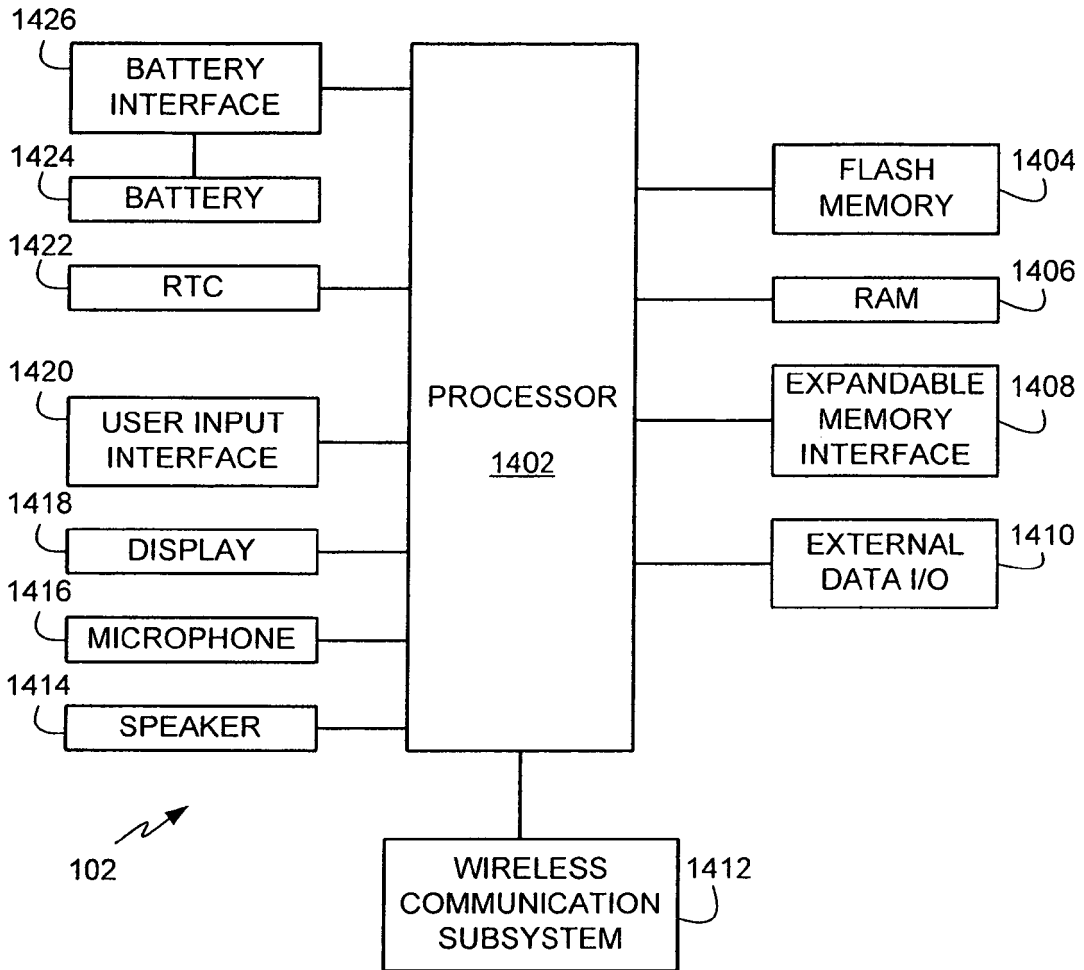 1426
BATTERY
INTERFACE
1424
BATTERY
1422
RTC
1420
USER INPUT
INTERFACE
1418
DISPLAY
1416
MICROPHONE
1414
SPEAKER
102
PROCESSOR
1402
FLASH
MEMORY
1404
RAM
1406
EXPANDABLE
MEMORY
INTERFACE
1408
EXTERNAL
DATA I/O
1410
WIRELESS
COMMUNICATION
SUBSYSTEM
1412